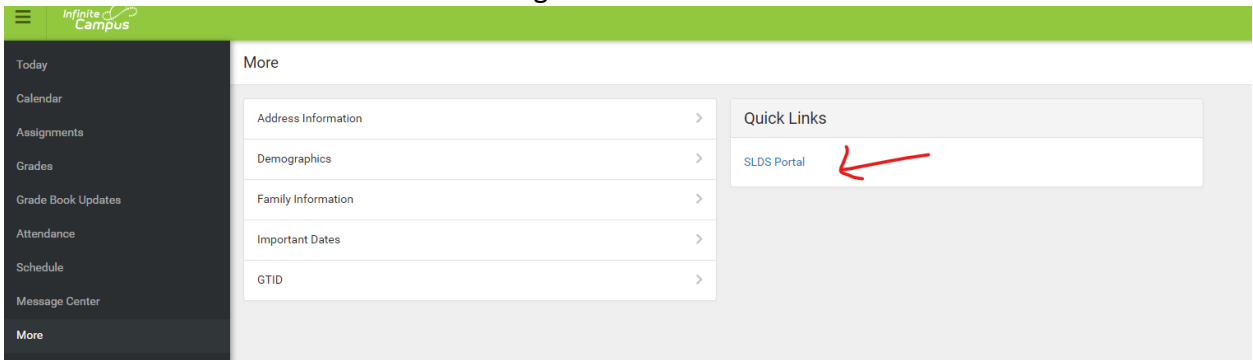 Infinite
Campus
Today
Calendar
Assignments
Grades
Grade Book Updates
Attendance
Schedule
Message Center
More
More
Address Information
Demographics
Family Information
Important Dates
GTID
Quick Links
SLDS Portal